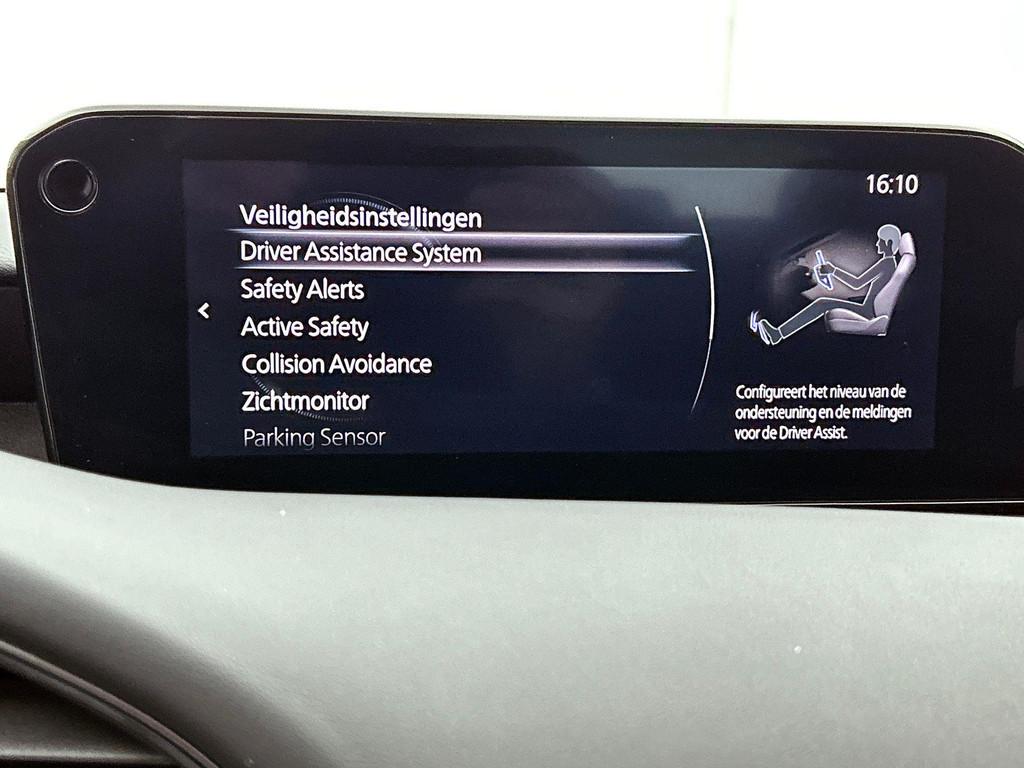 16:10
Veiligheidsinstellingen
Driver Assistance System
Safety Alerts
Active Safety
Collision Avoidance
Zichtmonitor
Parking Sensor
Configureert het niveau van de
ondersteuning en de meldingen
voor de Driver Assist.